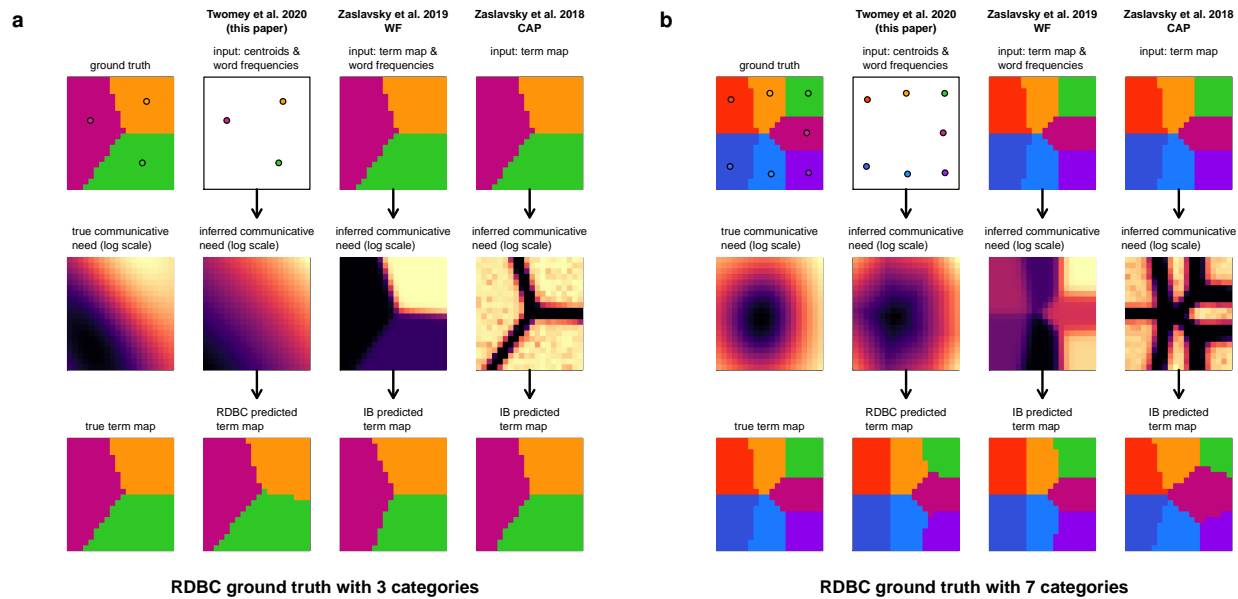 a
Twomey et al. 2020
(this paper)
Zaslavsky et al. 2019
WF
Zaslavsky et al. 2018
CAP
ground truth
input: centroids &
word frequencies
input: term map &
word frequencies
input: term map
true communicative
need (log scale)
inferred communicative
need (log scale)
inferred communicative
need (log scale)
inferred communicative
need (log scale)
true term map
RDBC predicted
term map
IB predicted
term map
IB predicted
term map
RDBC ground truth with 3 categories
b
Twomey et al. 2020
(this paper)
Zaslavsky et al. 2019
WF
Zaslavsky et al. 2018
CAP
ground truth
input: centroids &
word frequencies
input: term map &
word frequencies
input: term map
true communicative
need (log scale)
inferred communicative
need (log scale)
inferred communicative
need (log scale)
inferred communicative
need (log scale)
true term map
RDBC predicted
term map
IB predicted
term map
IB predicted
term map
RDBC ground truth with 7 categories